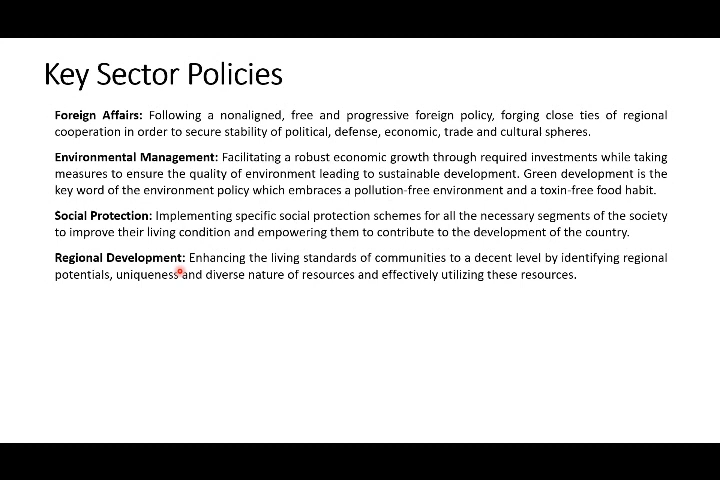 Key Sector Policies
Foreign Affairs: Following a nonaligned, free and progressive foreign policy, forging close ties of regional
cooperation in order to secure stability of political, defense, economic, trade and cultural spheres.
Environmental Management: Facilitating a robust economic growth through required investments while taking
measures to ensure the quality of environment leading to sustainable development. Green development is the
key word of the environment policy which embraces a pollution-free environment and a toxin-free food habit.
Social Protection: Implementing specific social protection schemes for all the necessary segments of the society
to improve their living condition and empowering them to contribute to the development of the country.
Regional Development: Enhancing the living standards of communities to a decent level by identifying regional
potentials, uniqueness and diverse nature of resources and effectively utilizing these resources.